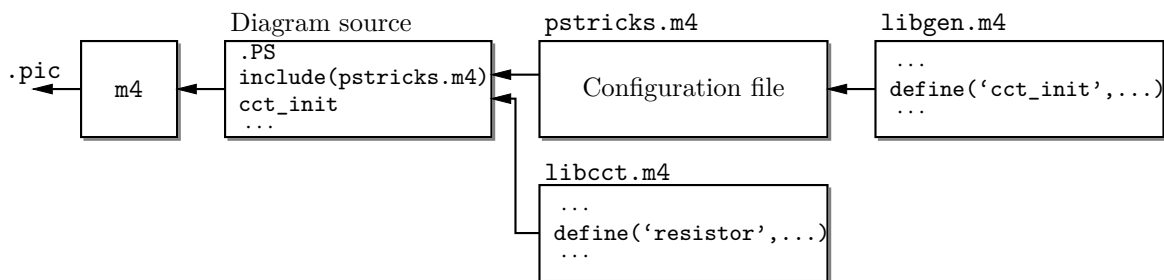 .pic
m4
Diagram source
.PS
include(pstricks.m4)
cct_init
...
pstricks.m4
Configuration file
libgen.m4
...
define(‘cct_init’,...)
...
libcct.m4
...
define(‘resistor’,...)
...